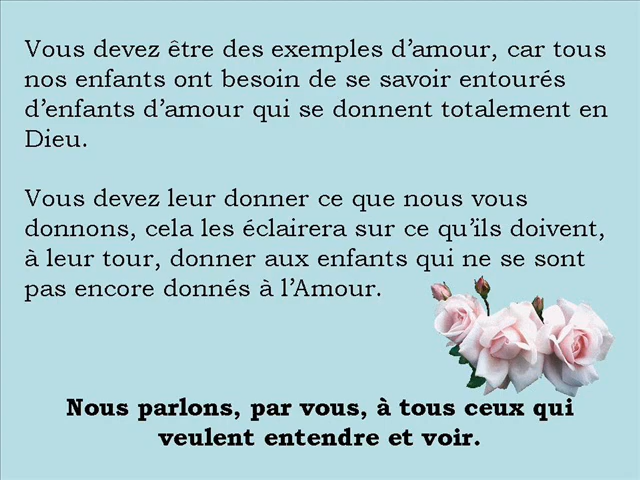 Vous devez être des exemples d’amour, car tous
nos enfants ont besoin de se savoir entourés
d’enfants d’amour qui se donnent totalement en
Dieu.
Vous devez leur donner ce que nous vous
donnons, cela les éclairera sur ce qu’ils doivent,
à leur tour, donner aux enfants qui ne se sont
pas encore donnés à l’Amour.
Nous parlons, par vous, à tous ceux qui
veulent entendre et voir.